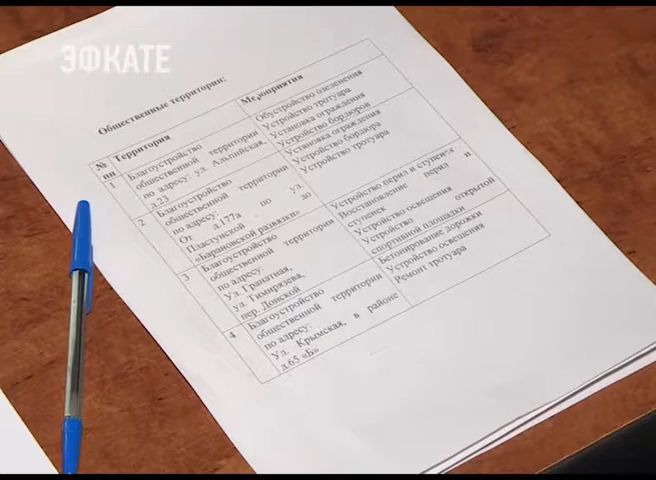 ЭФКАТЕ
Общественные территории:
№ пп
Территория
Мероприятия
1
Благоустройство
общественной территории
по адресу: ул. Альпийская,
д.23
Обустройство озеленения
Устройство тротуара
Установка ограждения
Устройство бордюров
2
Благоустройство
общественной территории
по адресу:
От д.177а по ул.
Пластунской до
«Барановской развязки»
Установка ограждения
Устройство бордюра
Устройство тротуара
3
Благоустройство
общественной территории
по адресу:
Ул. Гранатная,
ул. Тимирязева,
пер. Донской
Устройство перил и ступенек
Восстановление перил и
ступенек
Устройство освещения
Устройство открытой
спортивной площадки
4
Благоустройство
общественной территории
по адресу:
Ул. Крымская, в районе
д.65 «Б»
Бетонирование дорожки
Устройство освещения
Ремонт тротуара